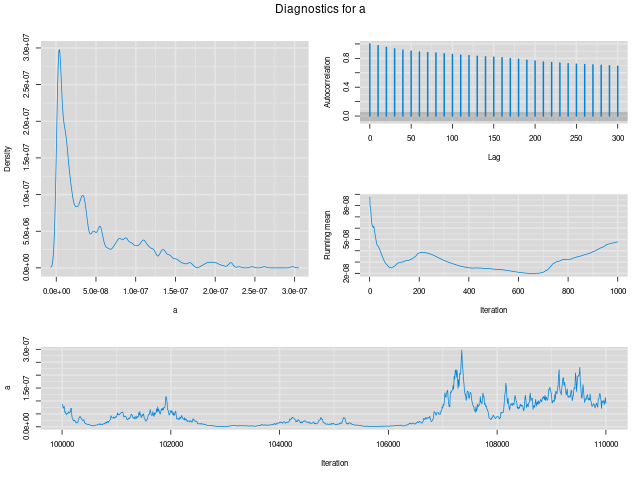 Diagnostics for a
Density
0.0e+00 5.0e+06 1.0e+07 1.5e+07 2.0e+07 2.5e+07 3.0e+07
0.0e+00 5.0e-08 1.0e-07 1.5e-07 2.0e-07 2.5e-07 3.0e-07
a
Autocorrelation
0.0 0.4 0.8
0 50 100 150 200 250 300
Lag
Running mean
2e-08 5e-08 8e-08
0 200 400 600 800 1000
Iteration
a
0.0e+00 1.5e-07 3.0e-07
100000 102000 104000 106000 108000 110000
Iteration